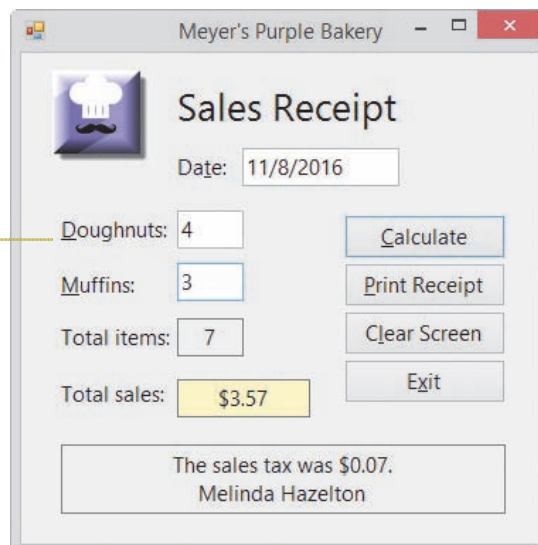 Meyer's Purple Bakery
Sales Receipt
Date: 11/8/2016
Doughnuts: 4
Calculate
Muffins: 3
Print Receipt
Total items: 7
Clear Screen
Total sales: $3.57
Exit
The sales tax was $0.07.
Melinda Hazelton